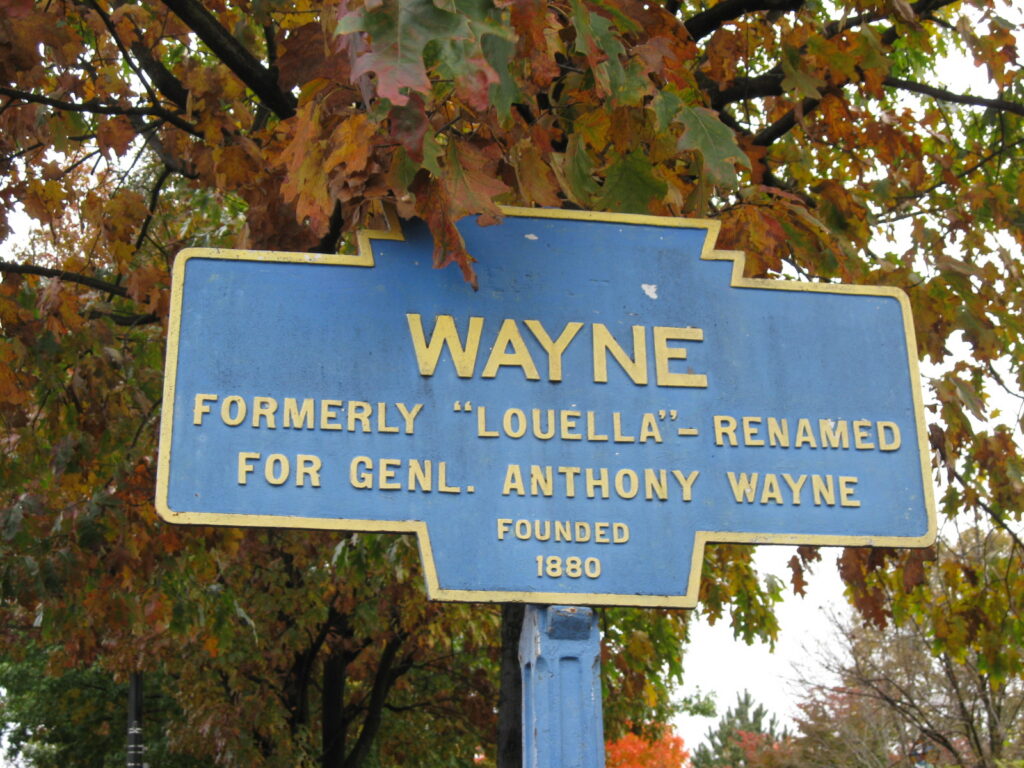 WAYNE
FORMERLY "LOUELLA"- RENAMED
FOR GENL. ANTHONY WAYNE
FOUNDED
1880